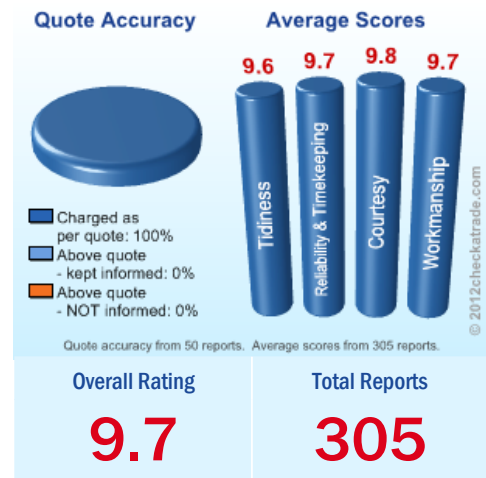 Quote Accuracy
Average Scores
9.6
9.7
9.8
9.7
Tidiness
Reliability & Timekeeping
Courtesy
Workmanship
Charged as
per quote: 100%
Above quote
- kept informed: 0%
Above quote
- NOT informed: 0%
© 2012checkatrade.com
Quote accuracy from 50 reports. Average scores from 305 reports.
Overall Rating
9.7
Total Reports
305